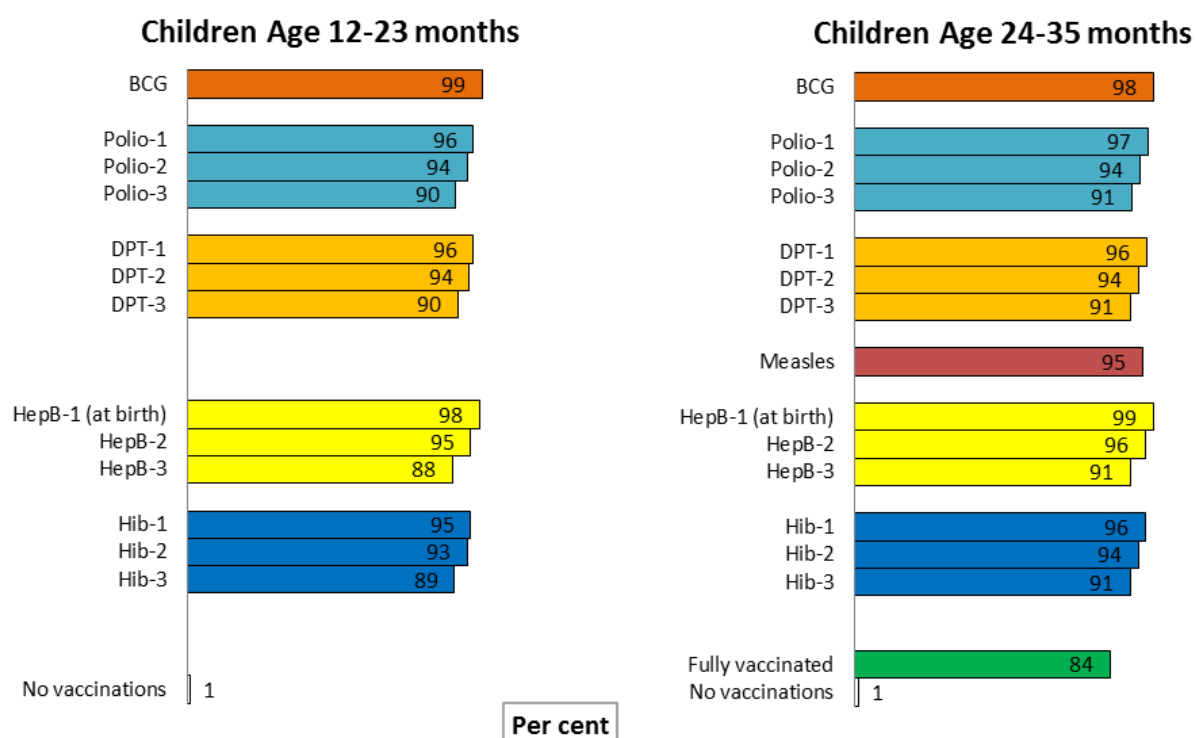 Children Age 12-23 months
BCG 99
Polio-1 96
Polio-2 94
Polio-3 90
DPT-1 96
DPT-2 94
DPT-3 90
HepB-1 (at birth) 98
HepB-2 95
HepB-3 88
Hib-1 95
Hib-2 93
Hib-3 89
No vaccinations 1
Children Age 24-35 months
BCG 98
Polio-1 97
Polio-2 94
Polio-3 91
DPT-1 96
DPT-2 94
DPT-3 91
Measles 95
HepB-1 (at birth) 99
HepB-2 96
HepB-3 91
Hib-1 96
Hib-2 94
Hib-3 91
Fully vaccinated 84
No vaccinations 1
Per cent